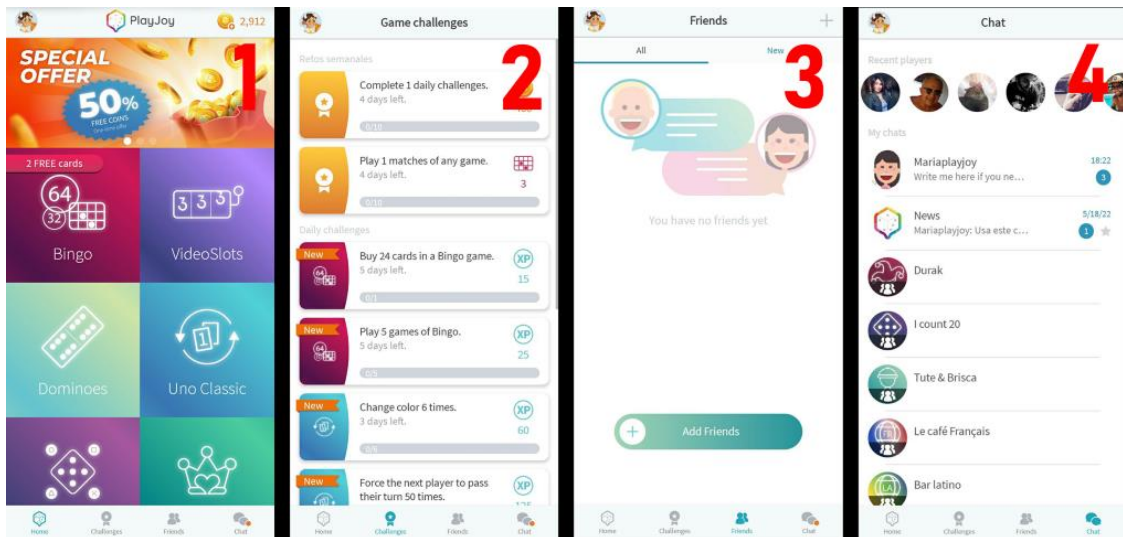 PlayJoy
2,912
1
SPECIAL
OFFER
50%
FREE COINS
2 FREE cards
64
32
Bingo
3 3 3
VideoSlots
Dominoes
Uno Classic
Home
Challenges
Friends
Chat
Game challenges
2
Retos semanales
Complete 1 daily challenges.
4 days left.
0/10
Play 1 matches of any game.
4 days left.
3
0/10
Daily challenges
New
Buy 24 cards in a Bingo game.
5 days left.
XP
15
0/1
New
Play 5 games of Bingo.
5 days left.
XP
25
0/5
New
Change color 6 times.
3 days left.
XP
60
New
Force the next player to pass
their turn 50 times.
XP
Home
Challenges
Friends
Chat
Friends
3
All
New
You have no friends yet
Add Friends
Home
Challenges
Friends
Chat
Chat
4
Recent players
My chats
Mariaplayjoy
18:22
Write me here if you ne...
3
News
5/18/22
Mariaplayjoy: Usa este c...
1
Durak
I count 20
Tute & Brisca
Le café Français
Bar latino
Home
Challenges
Friends
Chat